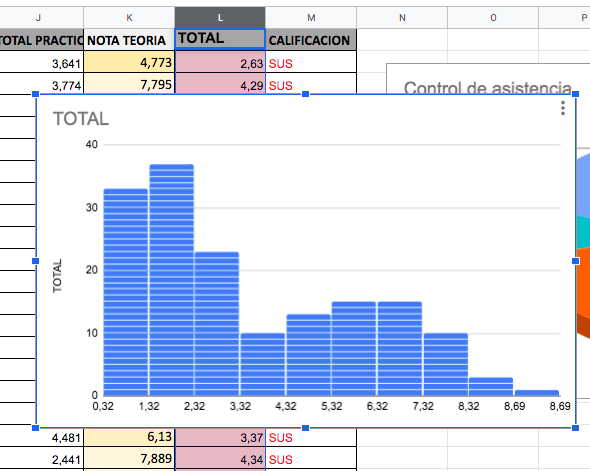 J K L M N O P
TOTAL PRACTIC NOTA TEORIA TOTAL CALIFICACION
3,641 4,773 2,63 SUS
3,774 7,795 4,29 SUS
Control de asistencia
TOTAL
40
30
20
10
0
TOTAL
0,32 1,32 2,32 3,32 4,32 5,32 6,32 7,32 8,32 8,69 8,69
4,481 6,13 3,37 SUS
2,441 7,889 4,34 SUS